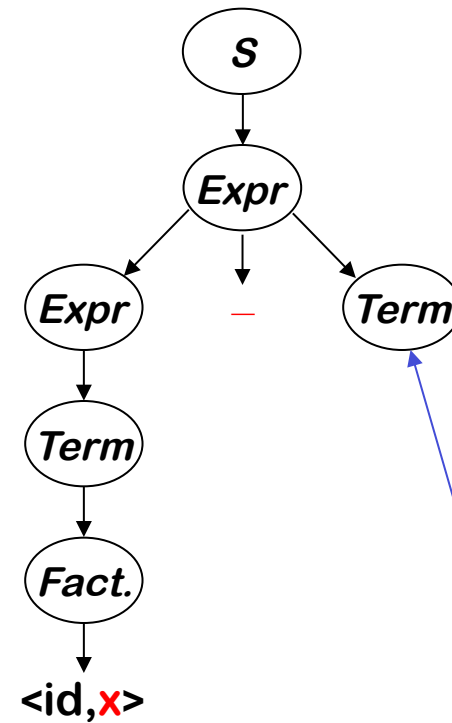 S
Expr
Expr – Term
Term
Fact.
<id,x>